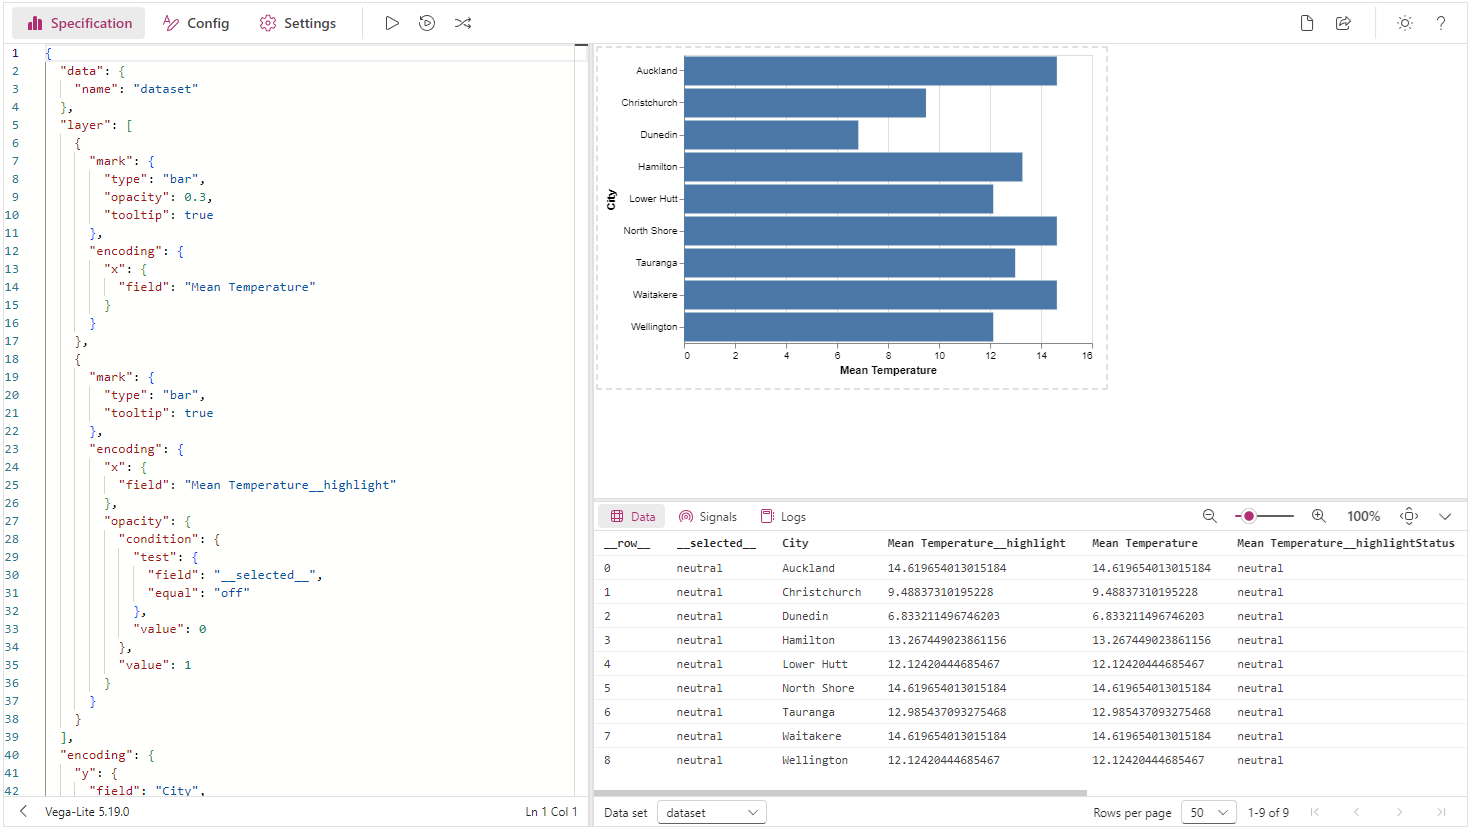 Specification Config Settings ?
1 {
2 "data": {
3 "name": "dataset"
4 },
5 "layer": [
6 {
7 "mark": {
8 "type": "bar",
9 "opacity": 0.3,
10 "tooltip": true
11 },
12 "encoding": {
13 "x": {
14 "field": "Mean Temperature"
15 }
16 }
17 },
18 {
19 "mark": {
20 "type": "bar",
21 "tooltip": true
22 },
23 "encoding": {
24 "x": {
25 "field": "Mean Temperature__highlight"
26 },
27 "opacity": {
28 "condition": {
29 "test": {
30 "field": "__selected__",
31 "equal": "off"
32 },
33 "value": 0
34 },
35 "value": 1
36 }
37 }
38 }
39 ],
40 "encoding": {
41 "y": {
42 "field": "City",
Vega-Lite 5.19.0 Ln 1 Col 1
City
Auckland
Christchurch
Dunedin
Hamilton
Lower Hutt
North Shore
Tauranga
Waitakere
Wellington
0 2 4 6 8 10 12 14 16
Mean Temperature
Data Signals Logs 100%
__row__ __selected__ City Mean Temperature__highlight Mean Temperature Mean Temperature__highlightStatus
0 neutral Auckland 14.619654013015184 14.619654013015184 neutral
1 neutral Christchurch 9.48837310195228 9.48837310195228 neutral
2 neutral Dunedin 6.833211496746203 6.833211496746203 neutral
3 neutral Hamilton 13.267449023861156 13.267449023861156 neutral
4 neutral Lower Hutt 12.12420444685467 12.12420444685467 neutral
5 neutral North Shore 14.619654013015184 14.619654013015184 neutral
6 neutral Tauranga 12.985437093275468 12.985437093275468 neutral
7 neutral Waitakere 14.619654013015184 14.619654013015184 neutral
8 neutral Wellington 12.12420444685467 12.12420444685467 neutral
Data set dataset Rows per page 50 1-9 of 9